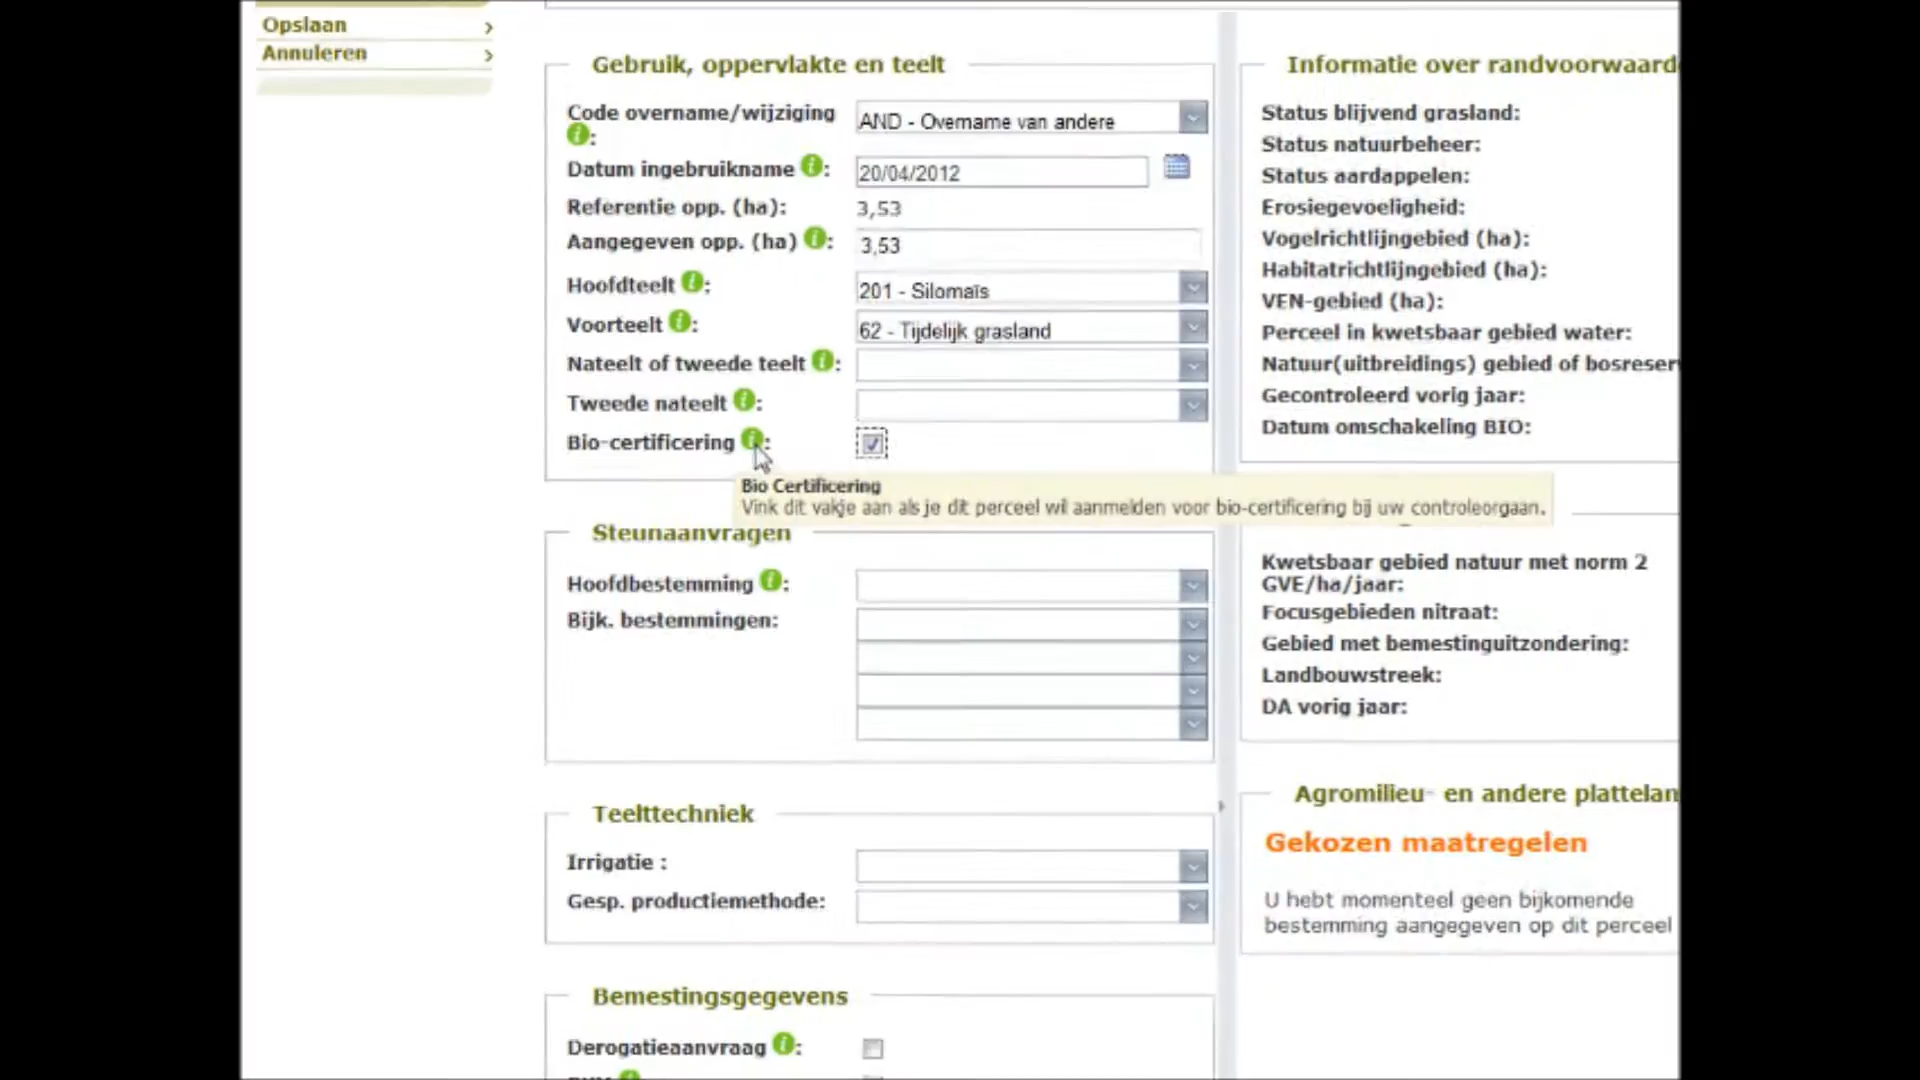 Opslaan
Annuleren
Gebruik, oppervlakte en teelt
Code overname/wijziging
:
AND - Overname van andere
Datum ingebruikname :
20/04/2012
Referentie opp. (ha):
3,53
Aangegeven opp. (ha) :
3,53
Hoofdteelt :
201 - Silomaïs
Voorteelt :
62 - Tijdelijk grasland
Nateelt of tweede teelt :
Tweede nateelt :
Bio-certificering :
Bio Certificering
Vink dit vakje aan als je dit perceel wil aanmelden voor bio-certificering bij uw controleorgaan.
Steunaanvragen
Hoofdbestemming :
Bijk. bestemmingen:
Teelttechniek
Irrigatie :
Gesp. productiemethode:
Bemestingsgegevens
Derogatieaanvraag :
Informatie over randvoorwaard
Status blijvend grasland:
Status natuurbeheer:
Status aardappelen:
Erosiegevoeligheid:
Vogelrichtlijngebied (ha):
Habitatrichtlijngebied (ha):
VEN-gebied (ha):
Perceel in kwetsbaar gebied water:
Natuur(uitbreidings) gebied of bosreser
Gecontroleerd vorig jaar:
Datum omschakeling BIO:
Kwetsbaar gebied natuur met norm 2
GVE/ha/jaar:
Focusgebieden nitraat:
Gebied met bemestinguitzondering:
Landbouwstreek:
DA vorig jaar:
Agromilieu- en andere plattelan
Gekozen maatregelen
U hebt momenteel geen bijkomende
bestemming aangegeven op dit perceel